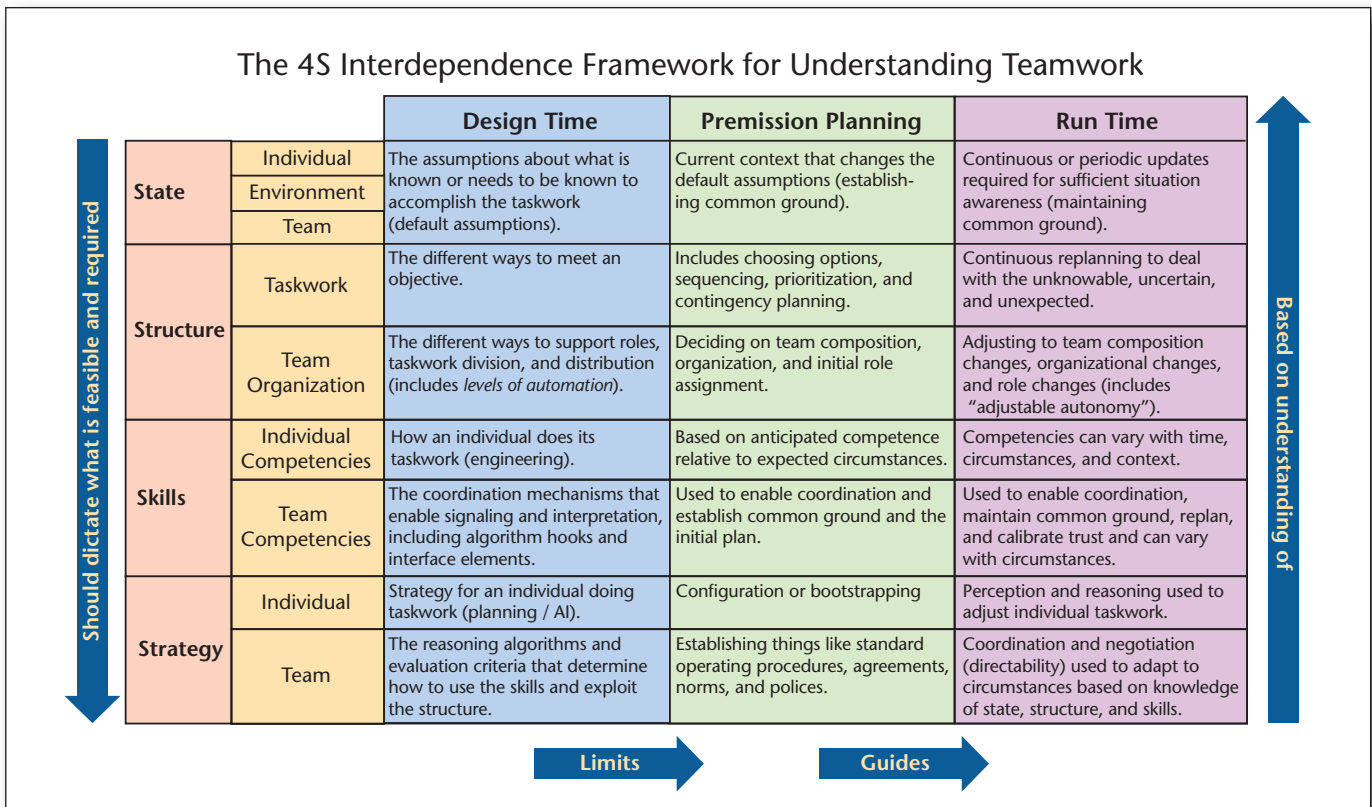 The 4S Interdependence Framework for Understanding Teamwork
Design Time
Premission Planning
Run Time
Should dictate what is feasible and required
State
Individual
Environment
Team
The assumptions about what is
known or needs to be known to
accomplish the taskwork
(default assumptions).
Current context that changes the
default assumptions (establish-
ing common ground).
Continuous or periodic updates
required for sufficient situation
awareness (maintaining
common ground).
Structure
Taskwork
The different ways to meet an
objective.
Includes choosing options,
sequencing, prioritization, and
contingency planning.
Continuous replanning to deal
with the unknowable, uncertain,
and unexpected.
Team
Organization
The different ways to support roles,
taskwork division, and distribution
(includes levels of automation).
Deciding on team composition,
organization, and initial role
assignment.
Adjusting to team composition
changes, organizational changes,
and role changes (includes
“adjustable autonomy”).
Skills
Individual
Competencies
How an individual does its
taskwork (engineering).
Based on anticipated competence
relative to expected circumstances.
Competencies can vary with time,
circumstances, and context.
Team
Competencies
The coordination mechanisms that
enable signaling and interpretation,
including algorithm hooks and
interface elements.
Used to enable coordination and
establish common ground and the
initial plan.
Used to enable coordination,
maintain common ground, replan,
and calibrate trust and can vary
with circumstances.
Strategy
Individual
Strategy for an individual doing
taskwork (planning / AI).
Configuration or bootstrapping
Perception and reasoning used to
adjust individual taskwork.
Team
The reasoning algorithms and
evaluation criteria that determine
how to use the skills and exploit
the structure.
Establishing things like standard
operating procedures, agreements,
norms, and polices.
Coordination and negotiation
(directability) used to adapt to
circumstances based on knowledge
of state, structure, and skills.
Based on understanding of
Limits
Guides